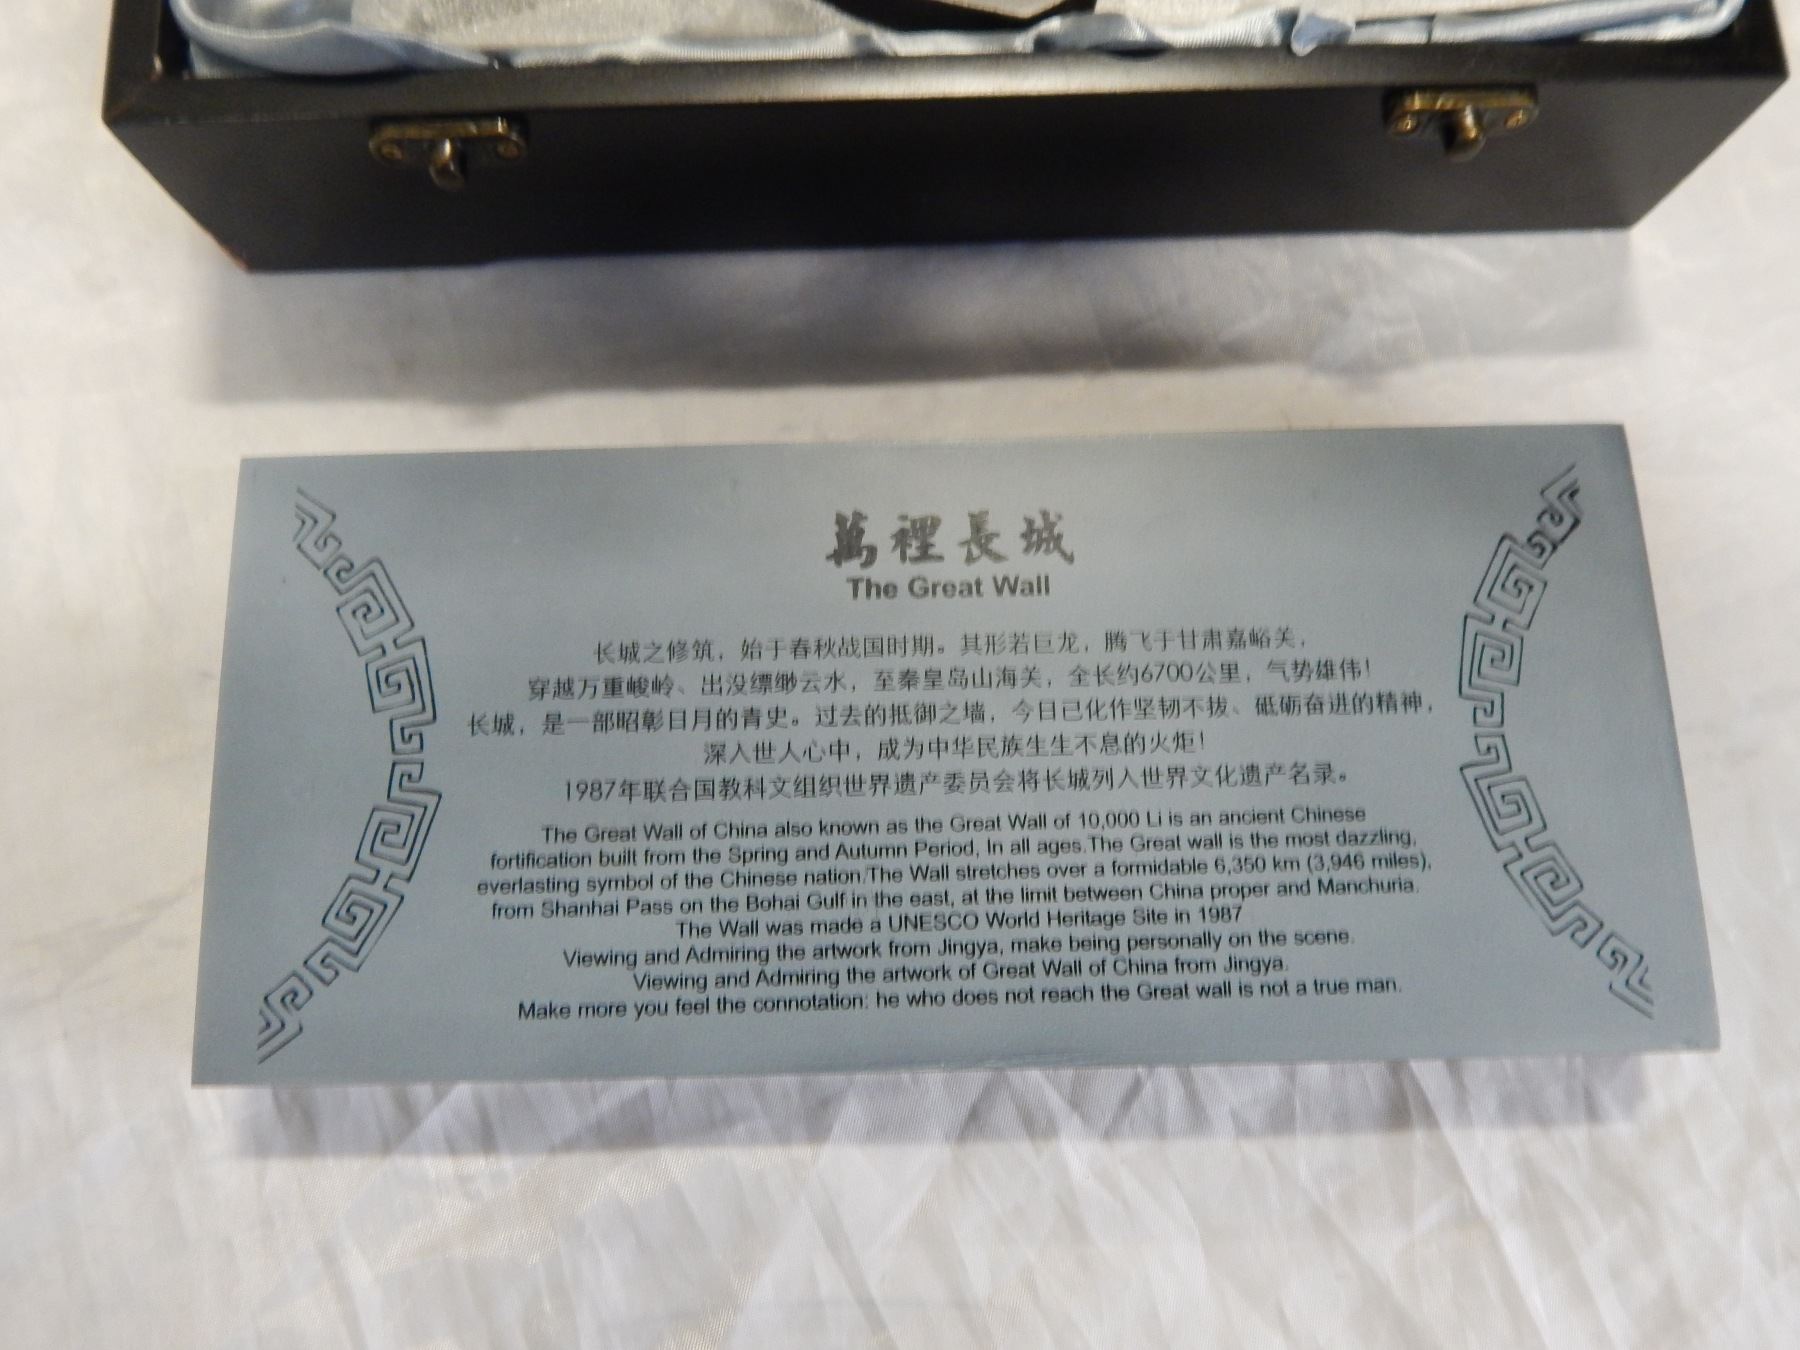 萬裡長城
The Great Wall
长城之修筑，始于春秋战国时期。其形若巨龙，腾飞于甘肃嘉峪关，
穿越万重峻岭、出没缥缈云水，至秦皇岛山海关，全长约6700公里，气势雄伟！
长城，是一部昭彰日月的青史。过去的抵御之墙，今日已化作坚韧不拔、砥砺奋进的精神，
深入世人心中，成为中华民族生生不息的火炬！
1987年联合国教科文组织世界遗产委员会将长城列入世界文化遗产名录。
The Great Wall of China also known as the Great Wall of 10,000 Li is an ancient Chinese
fortification built from the Spring and Autumn Period, In all ages.The Great wall is the most dazzling,
everlasting symbol of the Chinese nation.The Wall stretches over a formidable 6,350 km (3,946 miles),
from Shanhai Pass on the Bohai Gulf in the east, at the limit between China proper and Manchuria.
The Wall was made a UNESCO World Heritage Site in 1987
Viewing and Admiring the artwork from Jingya, make being personally on the scene.
Viewing and Admiring the artwork of Great Wall of China from Jingya.
Make more you feel the connotation: he who does not reach the Great wall is not a true man.